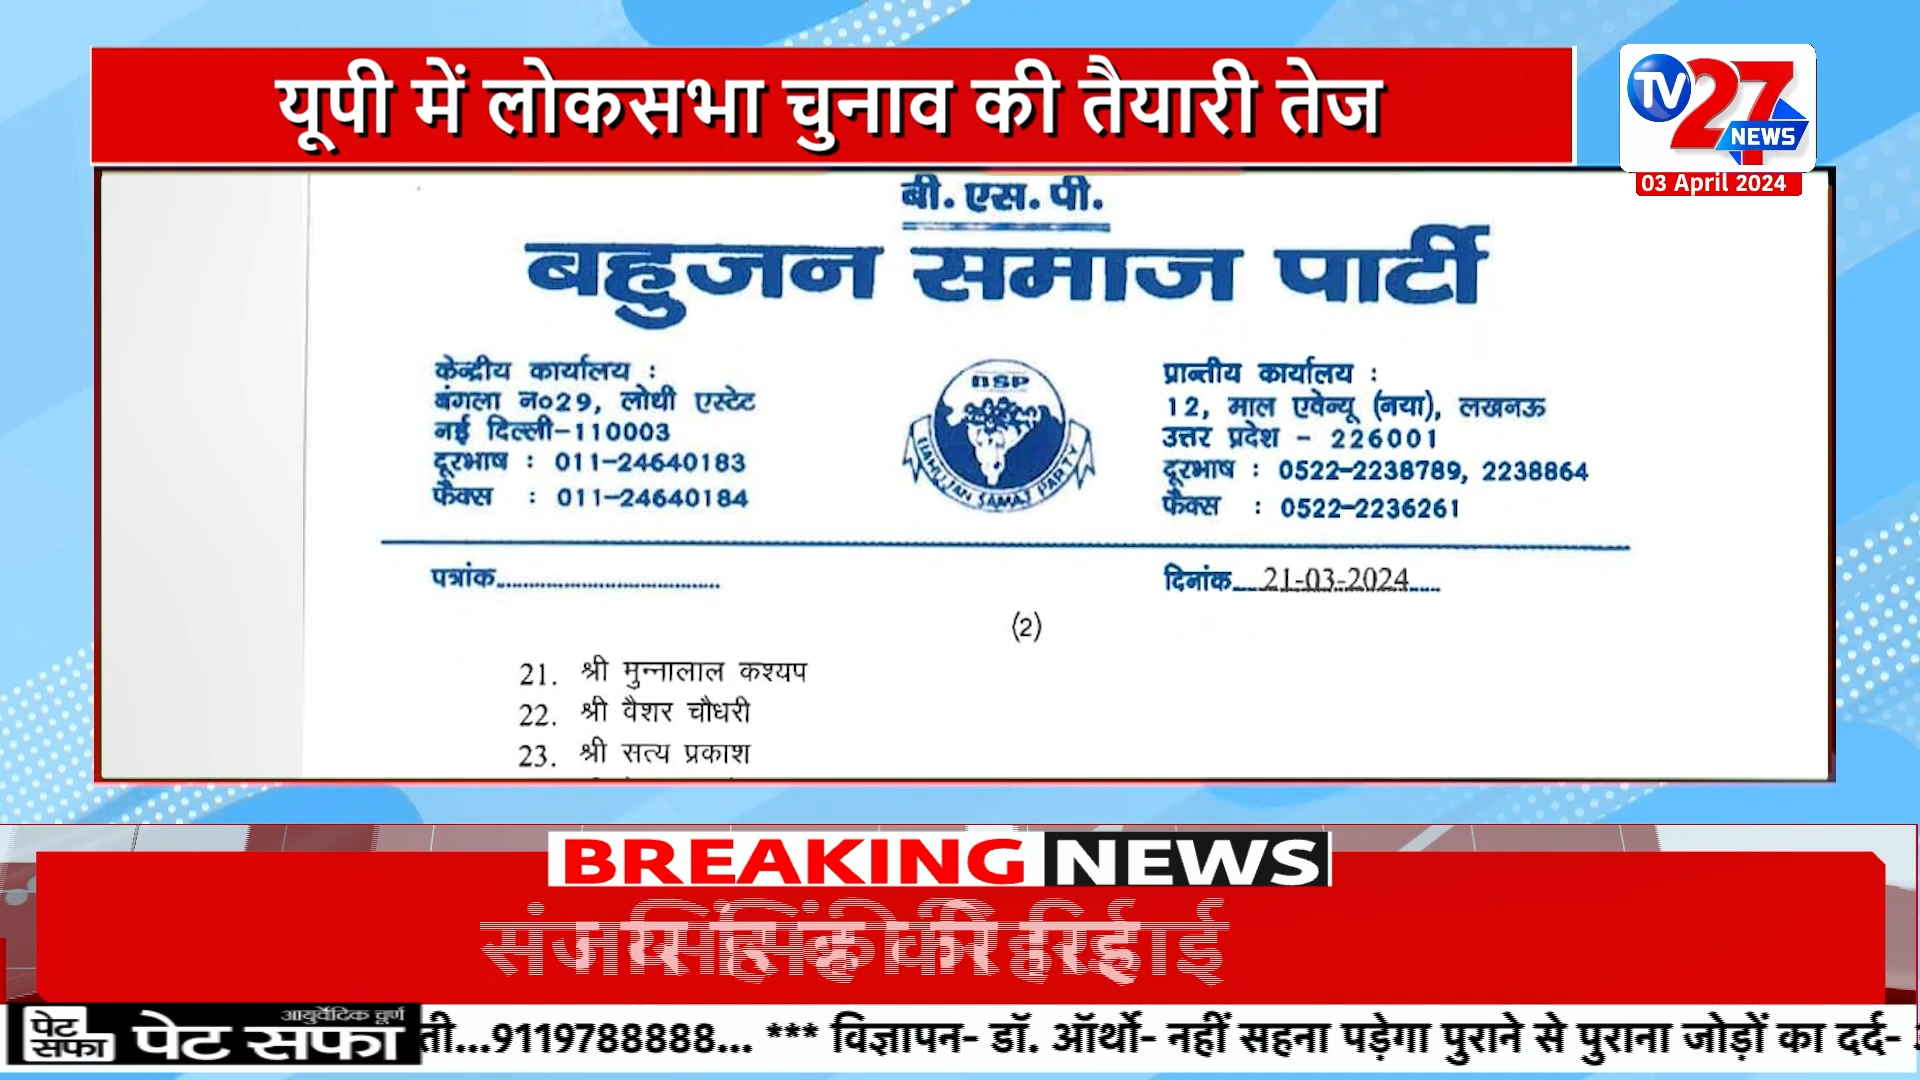 यूपी में लोकसभा चुनाव की तैयारी तेज
TV 27 NEWS
03 April 2024
बी. एस. पी.
बहुजन समाज पार्टी
केन्द्रीय कार्यालय :
बंगला न०29, लोधी एस्टेट
नई दिल्ली-110003
दूरभाष : 011-24640183
फैक्स : 011-24640184
BSP
BAHUJAN SAMAJ PARTY
प्रान्तीय कार्यालय :
12, माल एवेन्यू (नया), लखनऊ
उत्तर प्रदेश - 226001
दूरभाष : 0522-2238789, 2238864
फैक्स : 0522-2236261
पत्रांक
दिनांक 21-03-2024
(2)
21. श्री मुन्नालाल कश्यप
22. श्री वैशर चौधरी
23. श्री सत्य प्रकाश
BREAKING NEWS
पेट सफा
आयुर्वेदिक चूर्ण
पेट सफा
ती...9119788888... *** विज्ञापन- डॉ. ऑर्थो- नहीं सहना पड़ेगा पुराने से पुराना जोड़ों का दर्द-